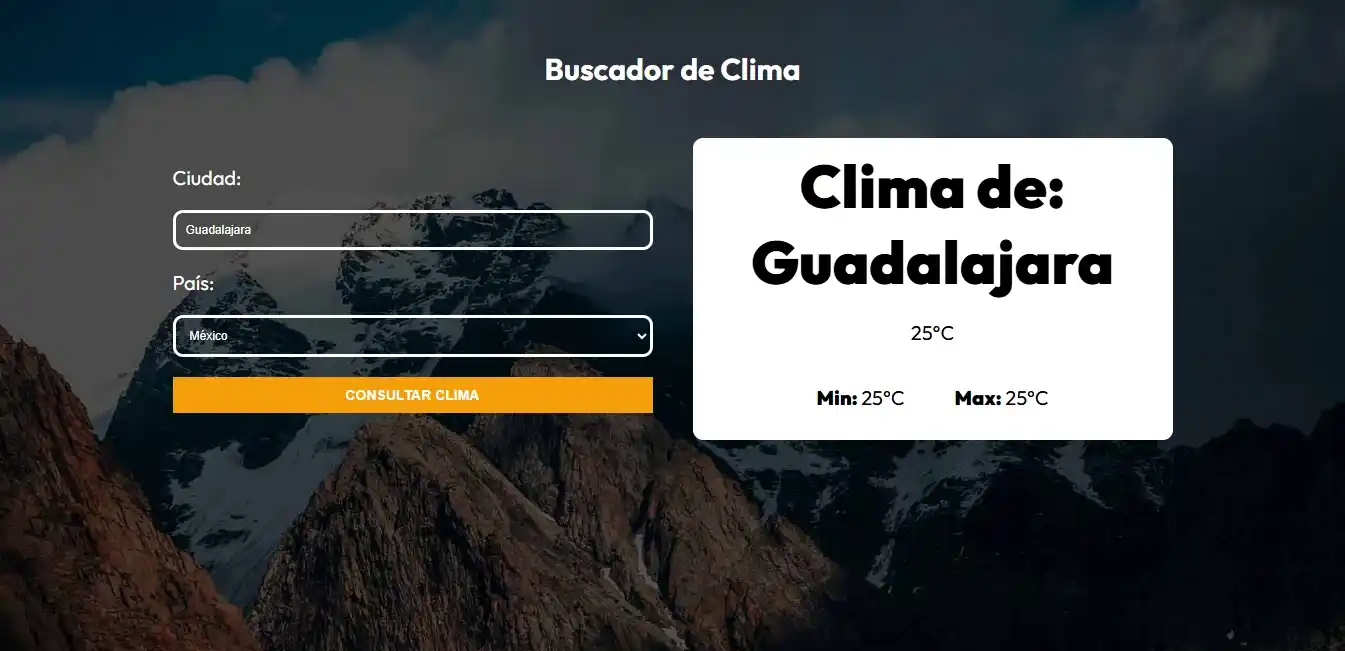 Buscador de Clima
Ciudad:
Guadalajara
País:
México
CONSULTAR CLIMA
Clima de:
Guadalajara
25°C
Min: 25°C Max: 25°C